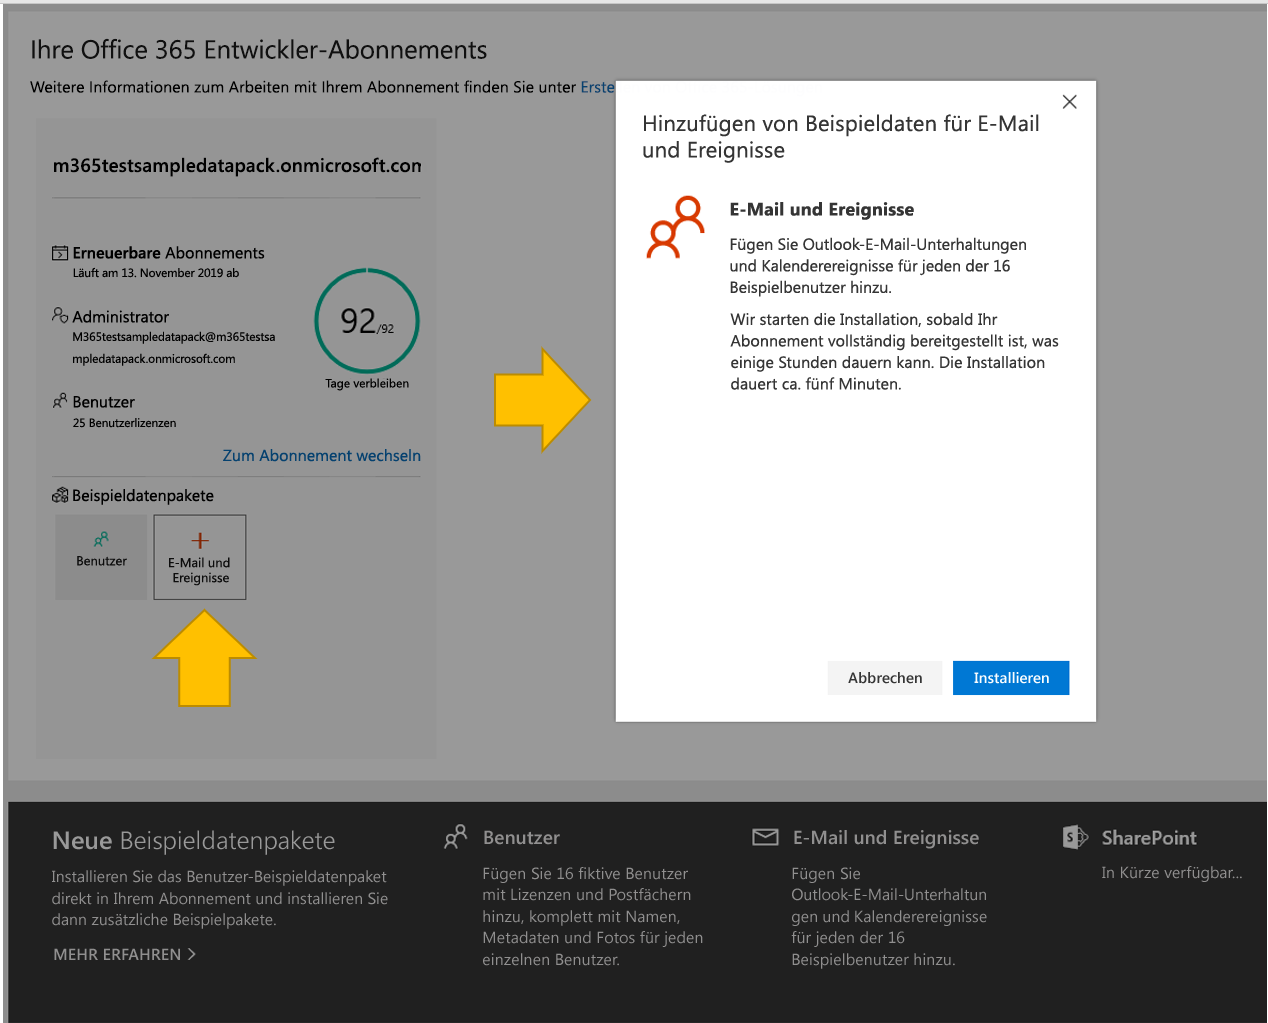 Ihre Office 365 Entwickler-Abonnements
Weitere Informationen zum Arbeiten mit Ihrem Abonnement finden Sie unter Erste
m365testsampledatapack.onmicrosoft.com
Erneuerbare Abonnements
Läuft am 13. November 2019 ab
Administrator
M365testsampledatapack@m365testsa
mpledatapack.onmicrosoft.com
92/92
Tage verbleiben
Benutzer
25 Benutzerlizenzen
Zum Abonnement wechseln
Beispieldatenpakete
Benutzer
E-Mail und
Ereignisse
Hinzufügen von Beispieldaten für E-Mail
und Ereignisse
E-Mail und Ereignisse
Fügen Sie Outlook-E-Mail-Unterhaltungen
und Kalenderereignisse für jeden der 16
Beispielbenutzer hinzu.
Wir starten die Installation, sobald Ihr
Abonnement vollständig bereitgestellt ist, was
einige Stunden dauern kann. Die Installation
dauert ca. fünf Minuten.
Abbrechen
Installieren
Neue Beispieldatenpakete
Installieren Sie das Benutzer-Beispieldatenpaket
direkt in Ihrem Abonnement und installieren Sie
dann zusätzliche Beispielpakete.
MEHR ERFAHREN >
Benutzer
Fügen Sie 16 fiktive Benutzer
mit Lizenzen und Postfächern
hinzu, komplett mit Namen,
Metadaten und Fotos für jeden
einzelnen Benutzer.
E-Mail und Ereignisse
Fügen Sie
Outlook-E-Mail-Unterhaltun
gen und Kalenderereignisse
für jeden der 16
Beispielbenutzer hinzu.
SharePoint
In Kürze verfügbar...